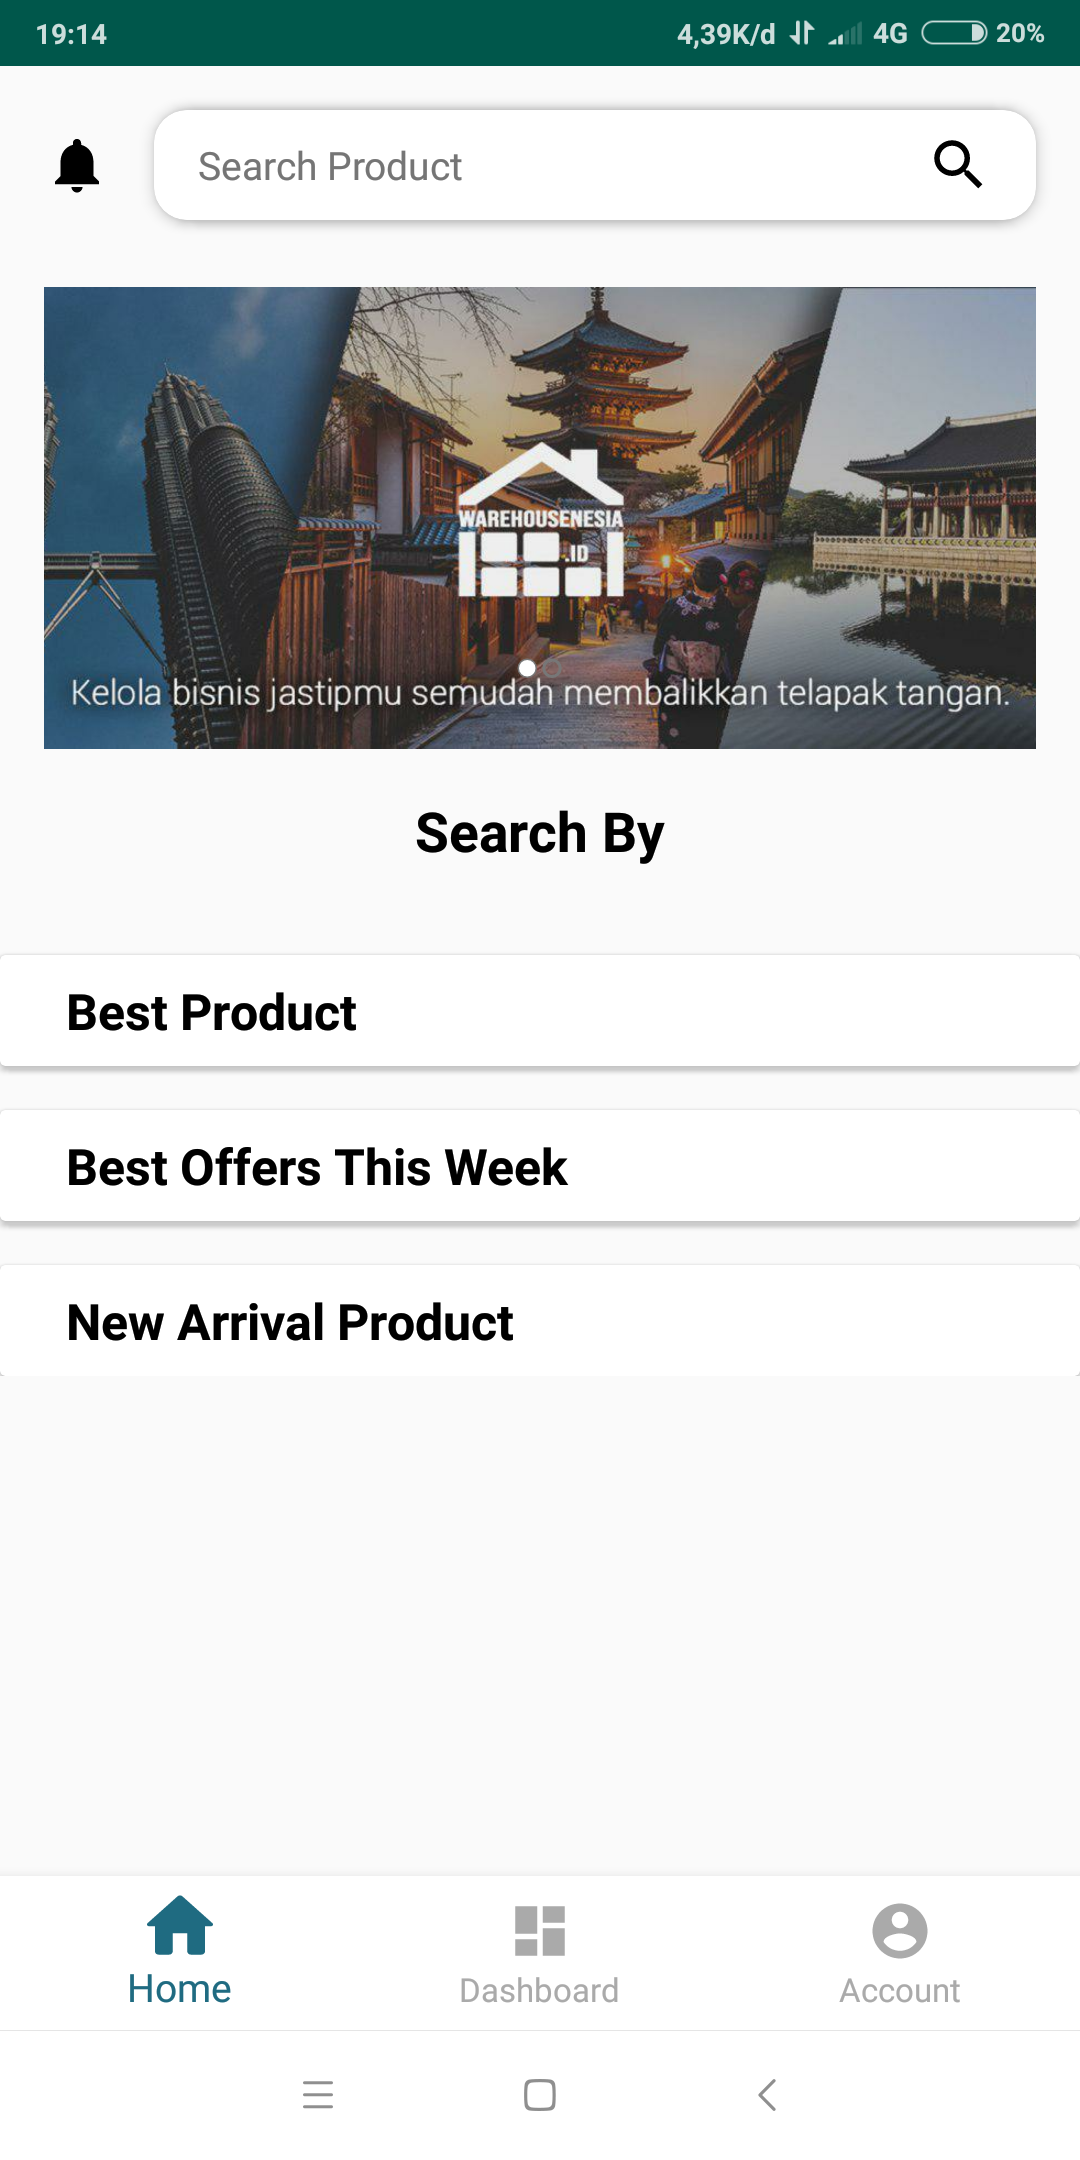 19:14 4,39K/d 4G 20%
Search Product
WAREHOUSENESIA
.ID
Kelola bisnis jastipmu semudah membalikkan telapak tangan.
Search By
Best Product
Best Offers This Week
New Arrival Product
Home Dashboard Account